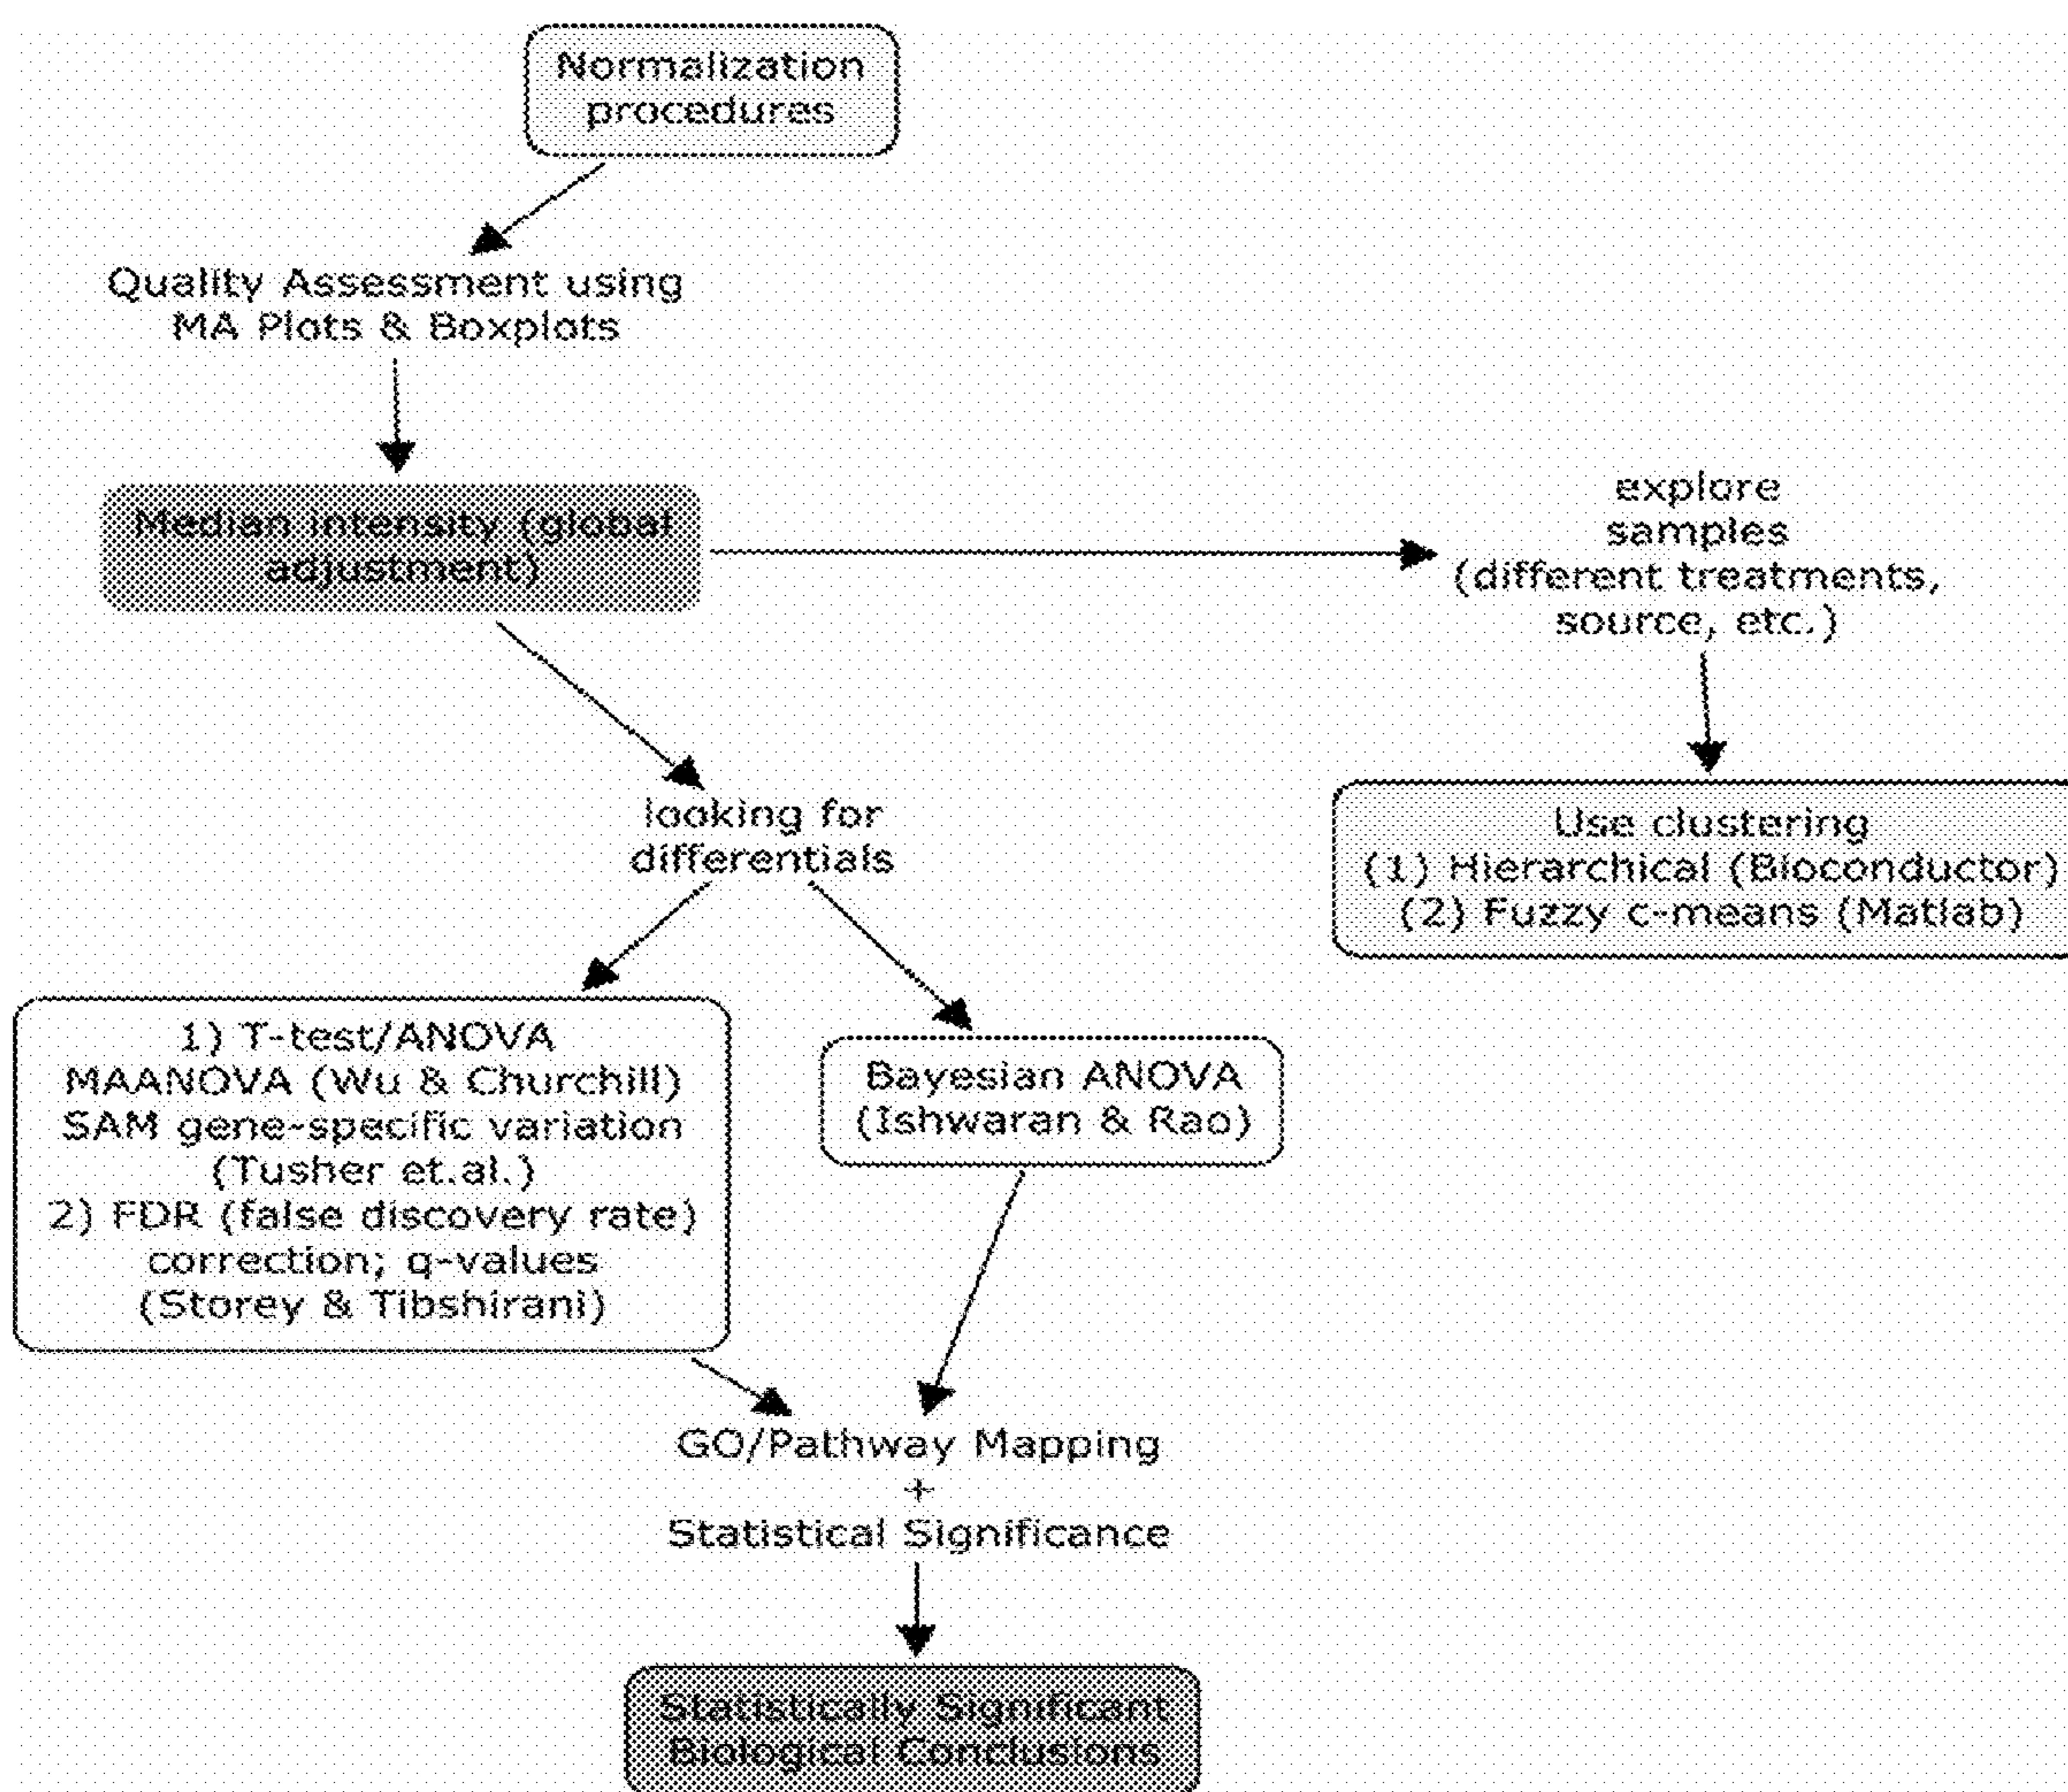 Normalization
procedures
Quality Assessment using
MA Plots & Boxplots
Median intensity (global
adjustment)
explore
samples
(different treatments,
source, etc.)
looking for
differentials
Use clustering
(1) Hierarchical (Bioconductor)
(2) Fuzzy c-means (Matlab)
1) T-test/ANOVA
MAANOVA (Wu & Churchill)
SAM gene-specific variation
(Tusher et.al.)
2) FDR (false discovery rate)
correction; q-values
(Storey & Tibshirani)
Bayesian ANOVA
(Ishwaran & Rao)
GO/Pathway Mapping
+
Statistical Significance
Statistically Significant
Biological Conclusions